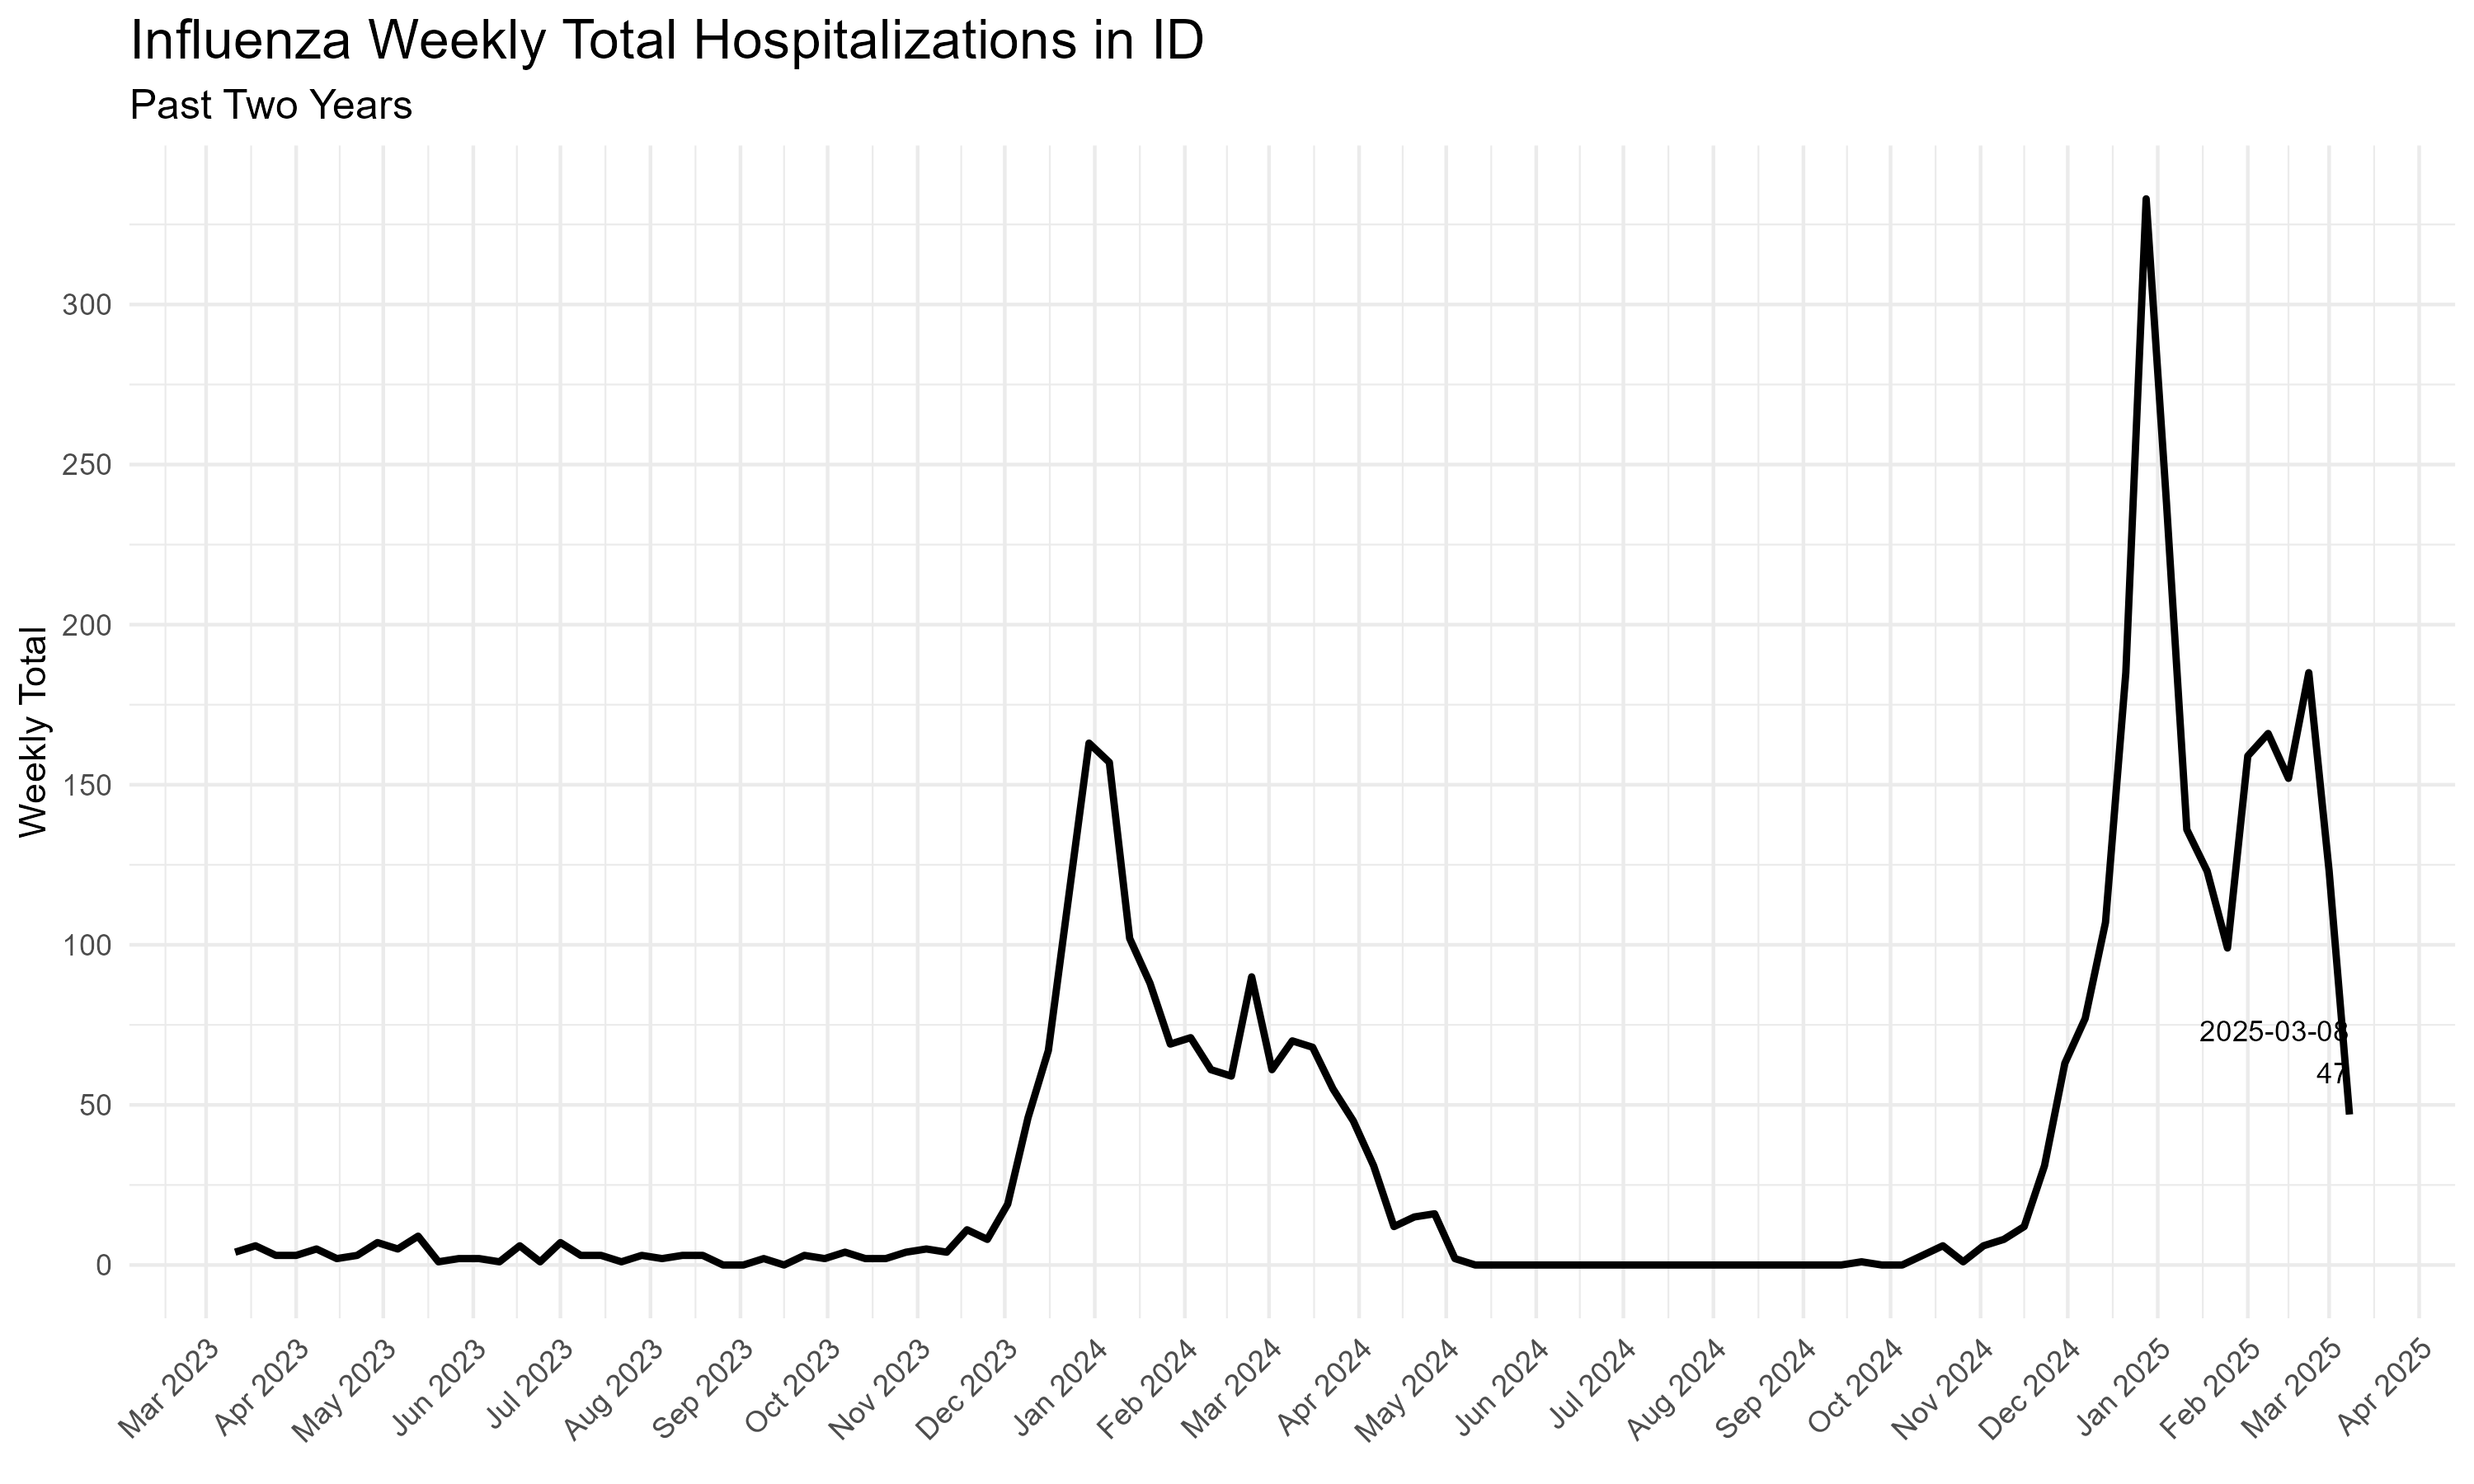 Influenza Weekly Total Hospitalizations in ID
Past Two Years
Weekly Total
300
250
200
150
100
50
0
2025-03-08
47
Mar 2023
Apr 2023
May 2023
Jun 2023
Jul 2023
Aug 2023
Sep 2023
Oct 2023
Nov 2023
Dec 2023
Jan 2024
Feb 2024
Mar 2024
Apr 2024
May 2024
Jun 2024
Jul 2024
Aug 2024
Sep 2024
Oct 2024
Nov 2024
Dec 2024
Jan 2025
Feb 2025
Mar 2025
Apr 2025